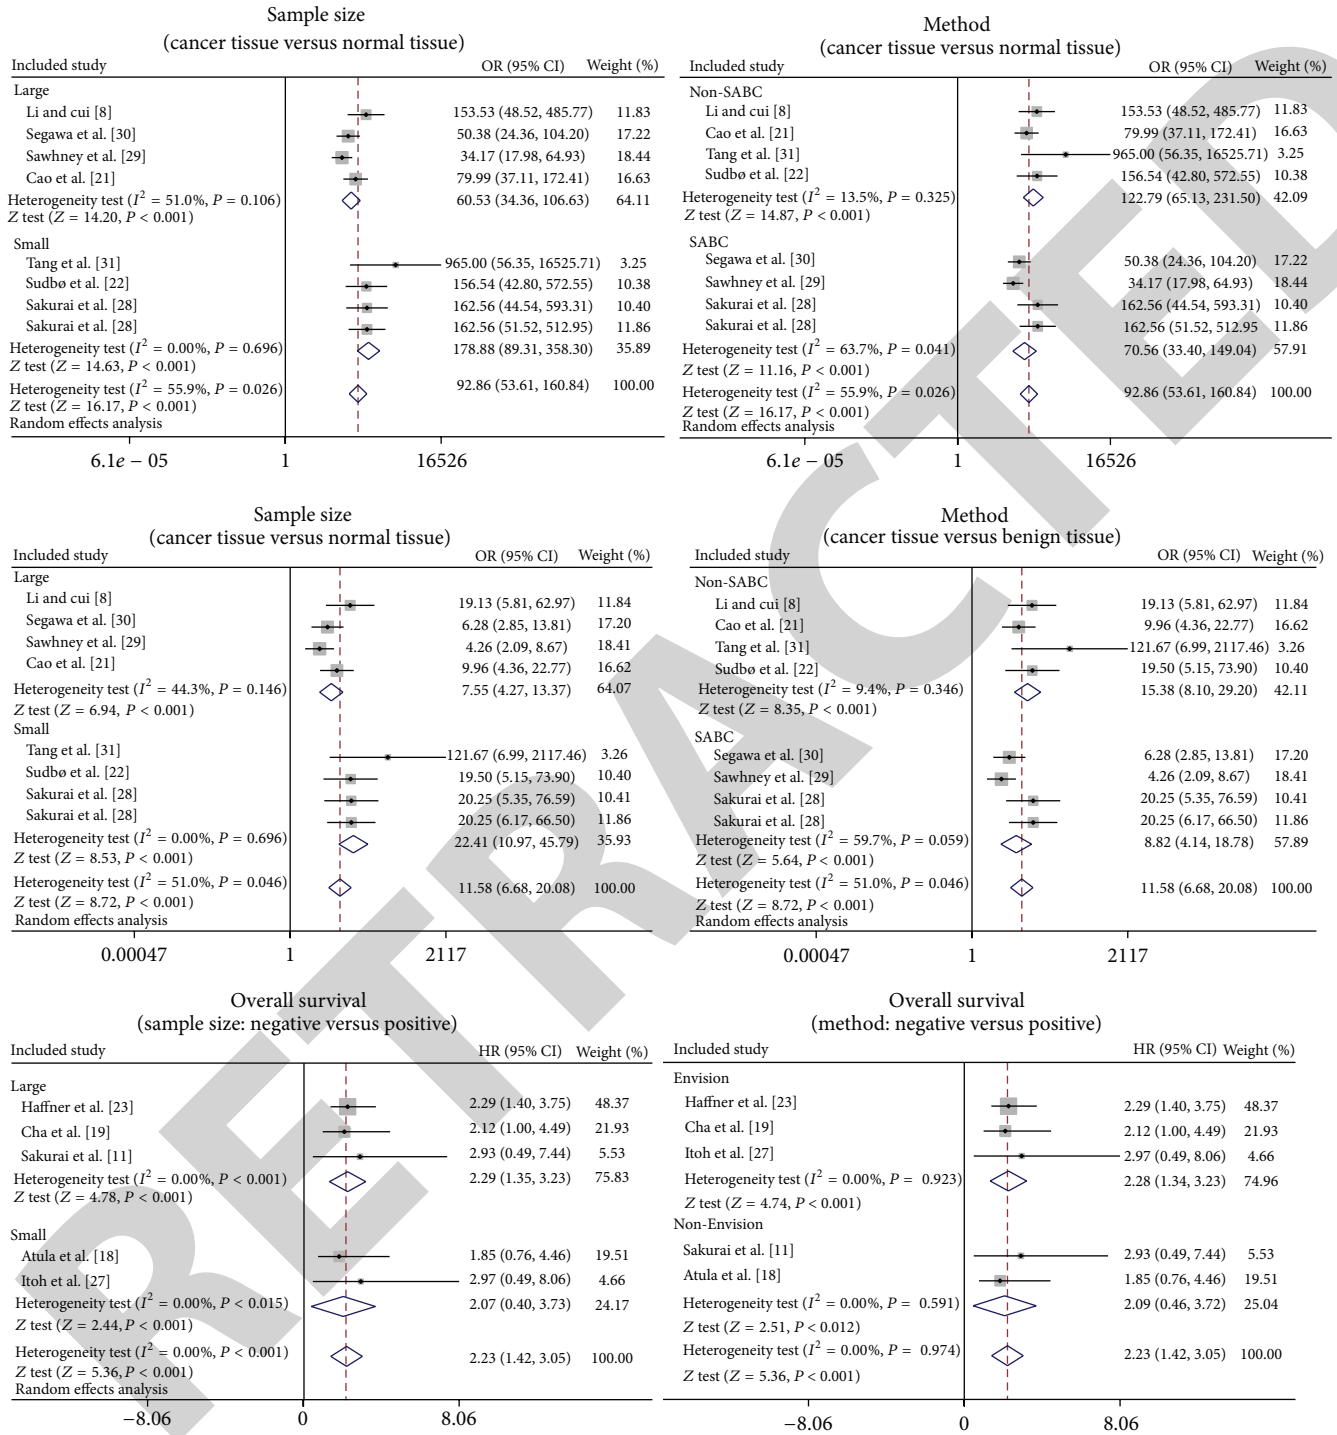 Sample size
(cancer tissue versus normal tissue)
Included study OR (95% CI) Weight (%)
Large
Li and cui [8] 153.53 (48.52, 485.77) 11.83
Segawa et al. [30] 50.38 (24.36, 104.20) 17.22
Sawhney et al. [29] 34.17 (17.98, 64.93) 18.44
Cao et al. [21] 79.99 (37.11, 172.41) 16.63
Heterogeneity test (I² = 51.0%, P = 0.106) 60.53 (34.36, 106.63) 64.11
Z test (Z = 14.20, P < 0.001)
Small
Tang et al. [31] 965.00 (56.35, 16525.71) 3.25
Sudbø et al. [22] 156.54 (42.80, 572.55) 10.38
Sakurai et al. [28] 162.56 (44.54, 593.31) 10.40
Sakurai et al. [28] 162.56 (51.52, 512.95) 11.86
Heterogeneity test (I² = 0.00%, P = 0.696) 178.88 (89.31, 358.30) 35.89
Z test (Z = 14.63, P < 0.001)
Heterogeneity test (I² = 55.9%, P = 0.026) 92.86 (53.61, 160.84) 100.00
Z test (Z = 16.17, P < 0.001)
Random effects analysis
6.1e − 05 1 16526
Method
(cancer tissue versus normal tissue)
Included study OR (95% CI) Weight (%)
Non-SABC
Li and cui [8] 153.53 (48.52, 485.77) 11.83
Cao et al. [21] 79.99 (37.11, 172.41) 16.63
Tang et al. [31] 965.00 (56.35, 16525.71) 3.25
Sudbø et al. [22] 156.54 (42.80, 572.55) 10.38
Heterogeneity test (I² = 13.5%, P = 0.325) 122.79 (65.13, 231.50) 42.09
Z test (Z = 14.87, P < 0.001)
SABC
Segawa et al. [30] 50.38 (24.36, 104.20) 17.22
Sawhney et al. [29] 34.17 (17.98, 64.93) 18.44
Sakurai et al. [28] 162.56 (44.54, 593.31) 10.40
Sakurai et al. [28] 162.56 (51.52, 512.95 11.86
Heterogeneity test (I² = 63.7%, P = 0.041) 70.56 (33.40, 149.04) 57.91
Z test (Z = 11.16, P < 0.001)
Heterogeneity test (I² = 55.9%, P = 0.026) 92.86 (53.61, 160.84) 100.00
Z test (Z = 16.17, P < 0.001)
Random effects analysis
6.1e − 05 1 16526
Sample size
(cancer tissue versus normal tissue)
Included study OR (95% CI) Weight (%)
Large
Li and cui [8] 19.13 (5.81, 62.97) 11.84
Segawa et al. [30] 6.28 (2.85, 13.81) 17.20
Sawhney et al. [29] 4.26 (2.09, 8.67) 18.41
Cao et al. [21] 9.96 (4.36, 22.77) 16.62
Heterogeneity test (I² = 44.3%, P = 0.146) 7.55 (4.27, 13.37) 64.07
Z test (Z = 6.94, P < 0.001)
Small
Tang et al. [31] 121.67 (6.99, 2117.46) 3.26
Sudbø et al. [22] 19.50 (5.15, 73.90) 10.40
Sakurai et al. [28] 20.25 (5.35, 76.59) 10.41
Sakurai et al. [28] 20.25 (6.17, 66.50) 11.86
Heterogeneity test (I² = 0.00%, P = 0.696) 22.41 (10.97, 45.79) 35.93
Z test (Z = 8.53, P < 0.001)
Heterogeneity test (I² = 51.0%, P = 0.046) 11.58 (6.68, 20.08) 100.00
Z test (Z = 8.72, P < 0.001)
Random effects analysis
0.00047 1 2117
Method
(cancer tissue versus benign tissue)
Included study OR (95% CI) Weight (%)
Non-SABC
Li and cui [8] 19.13 (5.81, 62.97) 11.84
Cao et al. [21] 9.96 (4.36, 22.77) 16.62
Tang et al. [31] 121.67 (6.99, 2117.46) 3.26
Sudbø et al. [22] 19.50 (5.15, 73.90) 10.40
Heterogeneity test (I² = 9.4%, P = 0.346) 15.38 (8.10, 29.20) 42.11
Z test (Z = 8.35, P < 0.001)
SABC
Segawa et al. [30] 6.28 (2.85, 13.81) 17.20
Sawhney et al. [29] 4.26 (2.09, 8.67) 18.41
Sakurai et al. [28] 20.25 (5.35, 76.59) 10.41
Sakurai et al. [28] 20.25 (6.17, 66.50) 11.86
Heterogeneity test (I² = 59.7%, P = 0.059) 8.82 (4.14, 18.78) 57.89
Z test (Z = 5.64, P < 0.001)
Heterogeneity test (I² = 51.0%, P = 0.046) 11.58 (6.68, 20.08) 100.00
Z test (Z = 8.72, P < 0.001)
Random effects analysis
0.00047 1 2117
Overall survival
(sample size: negative versus positive)
Included study HR (95% CI) Weight (%)
Large
Haffner et al. [23] 2.29 (1.40, 3.75) 48.37
Cha et al. [19] 2.12 (1.00, 4.49) 21.93
Sakurai et al. [11] 2.93 (0.49, 7.44) 5.53
Heterogeneity test (I² = 0.00%, P < 0.001) 2.29 (1.35, 3.23) 75.83
Z test (Z = 4.78, P < 0.001)
Small
Atula et al. [18] 1.85 (0.76, 4.46) 19.51
Itoh et al. [27] 2.97 (0.49, 8.06) 4.66
Heterogeneity test (I² = 0.00%, P < 0.015) 2.07 (0.40, 3.73) 24.17
Z test (Z = 2.44, P < 0.001)
Heterogeneity test (I² = 0.00%, P < 0.001) 2.23 (1.42, 3.05) 100.00
Z test (Z = 5.36, P < 0.001)
Random effects analysis
−8.06 0 8.06
Overall survival
(method: negative versus positive)
Included study HR (95% CI) Weight (%)
Envision
Haffner et al. [23] 2.29 (1.40, 3.75) 48.37
Cha et al. [19] 2.12 (1.00, 4.49) 21.93
Itoh et al. [27] 2.97 (0.49, 8.06) 4.66
Heterogeneity test (I² = 0.00%, P = 0.923) 2.28 (1.34, 3.23) 74.96
Z test (Z = 4.74, P < 0.001)
Non-Envision
Sakurai et al. [11] 2.93 (0.49, 7.44) 5.53
Atula et al. [18] 1.85 (0.76, 4.46) 19.51
Heterogeneity test (I² = 0.00%, P = 0.591) 2.09 (0.46, 3.72) 25.04
Z test (Z = 2.51, P < 0.012)
Heterogeneity test (I² = 0.00%, P = 0.974) 2.23 (1.42, 3.05) 100.00
Z test (Z = 5.36, P < 0.001)
−8.06 0 8.06
RETRACTED